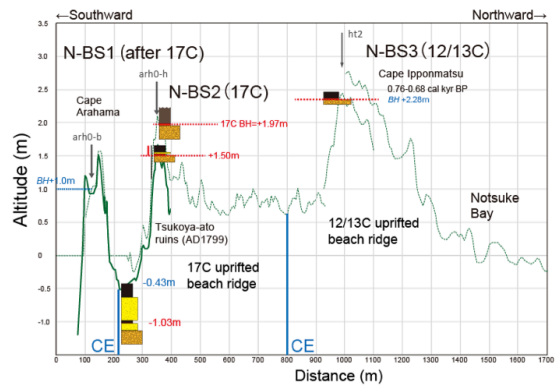 ←Southward
Northward→
N-BS1 (after 17C)
N-BS3 (12/13C)
ht2
arh0-h
N-BS2 (17C)
Cape Ipponmatsu
0.76-0.68 cal kyr BP
BH +2.28m
Cape
Arahama
arh0-b
17C BH=+1.97m
+1.50m
BH+1.0m
Tsukoya-ato
ruins (AD1799)
12/13C uprifted
beach ridge
Notsuke
Bay
17C uprifted
beach ridge
-0.43m
-1.03m
CE
CE
Altitude (m)
3.5
3.0
2.5
2.0
1.5
1.0
0.5
0
-0.5
-1.0
0 100 200 300 400 500 600 700 800 900 1000 1100 1200 1300 1400 1500 1600 1700
Distance (m)